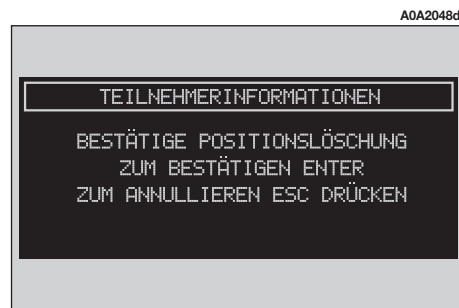 A0A2048d
TEILNEHMERINFORMATIONEN
BESTÄTIGE POSITIONSLÖSCHUNG
ZUM BESTÄTIGEN ENTER
ZUM ANNULLIEREN ESC DRÜCKEN